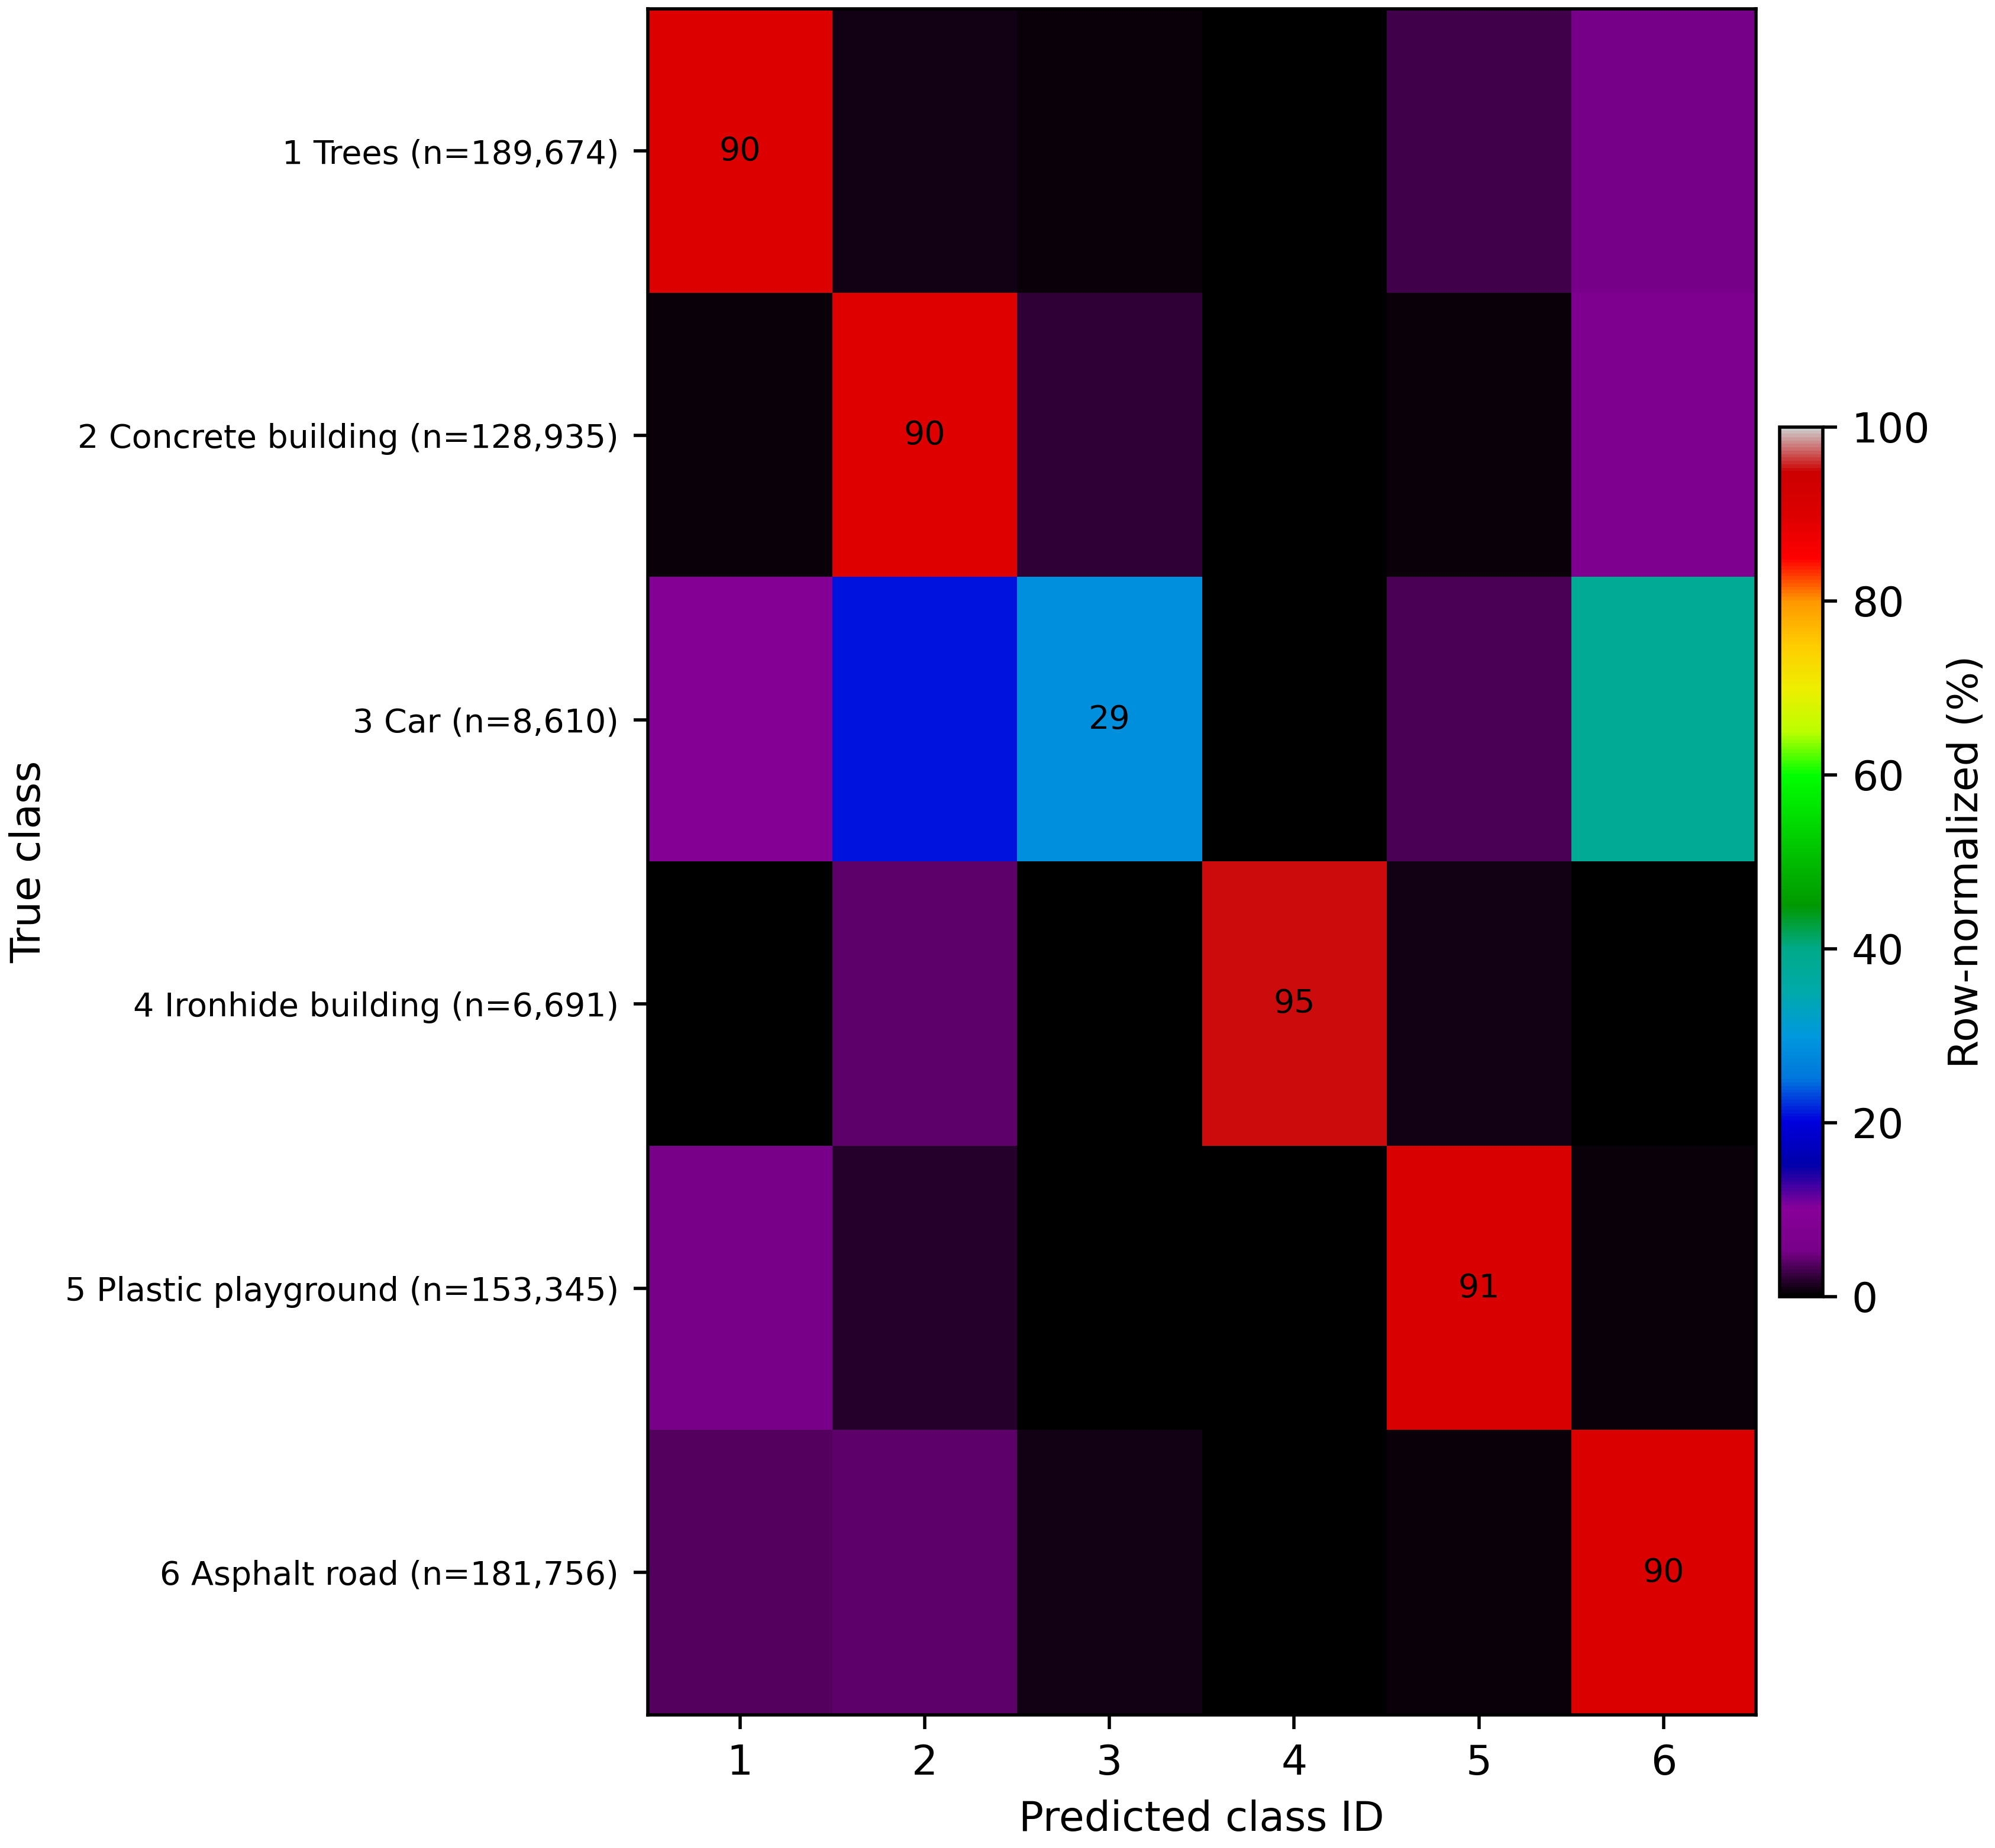 1 Trees (n=189,674)
90
2 Concrete building (n=128,935)
90
3 Car (n=8,610)
29
4 Ironhide building (n=6,691)
95
5 Plastic playground (n=153,345)
91
6 Asphalt road (n=181,756)
90
True class
1 2 3 4 5 6
Predicted class ID
100
80
60
40
20
0
Row-normalized (%)